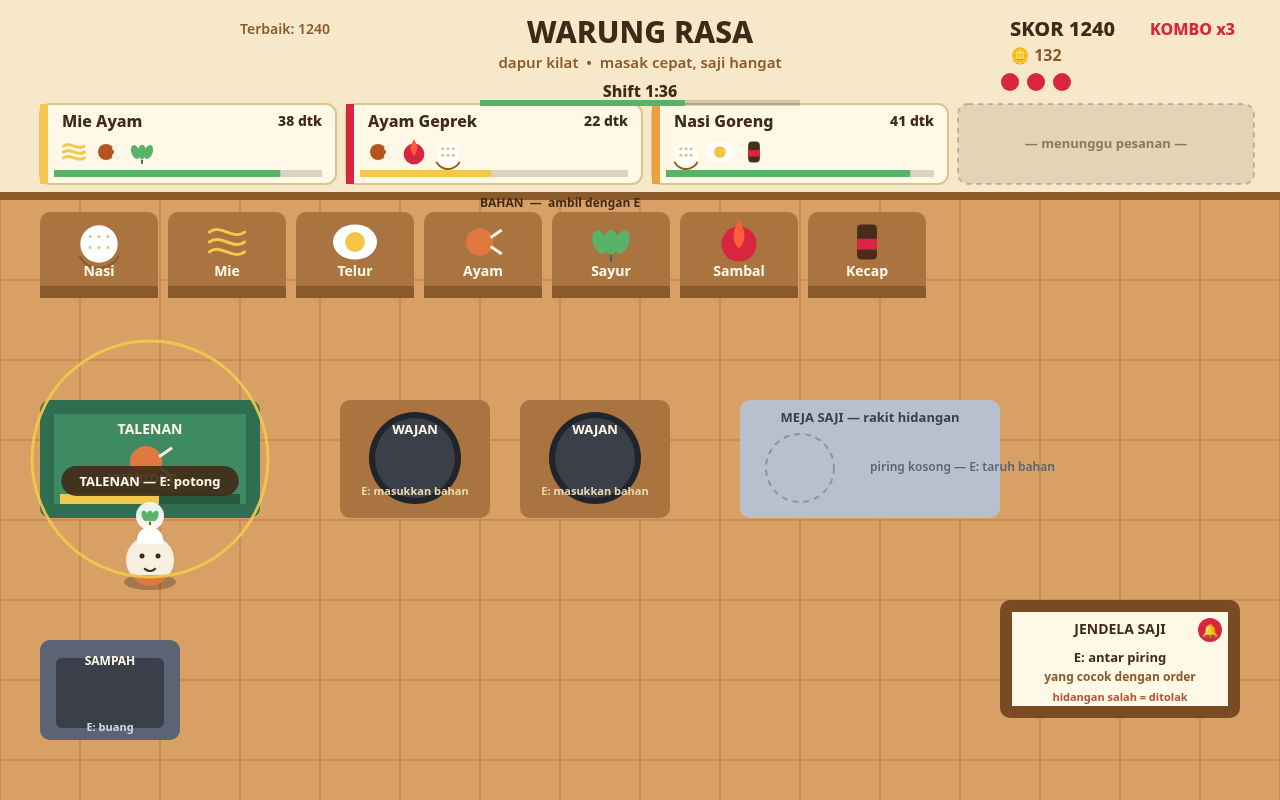 Terbaik: 1240
WARUNG RASA
SKOR 1240
KOMBO x3
dapur kilat • masak cepat, saji hangat
132
Shift 1:36
Mie Ayam
38 dtk
Ayam Geprek
22 dtk
Nasi Goreng
41 dtk
— menunggu pesanan —
BAHAN — ambil dengan E
Nasi
Mie
Telur
Ayam
Sayur
Sambal
Kecap
TALENAN
TALENAN — E: potong
WAJAN
E: masukkan bahan
WAJAN
E: masukkan bahan
MEJA SAJI — rakit hidangan
piring kosong — E: taruh bahan
SAMPAH
E: buang
JENDELA SAJI
E: antar piring
yang cocok dengan order
hidangan salah = ditolak